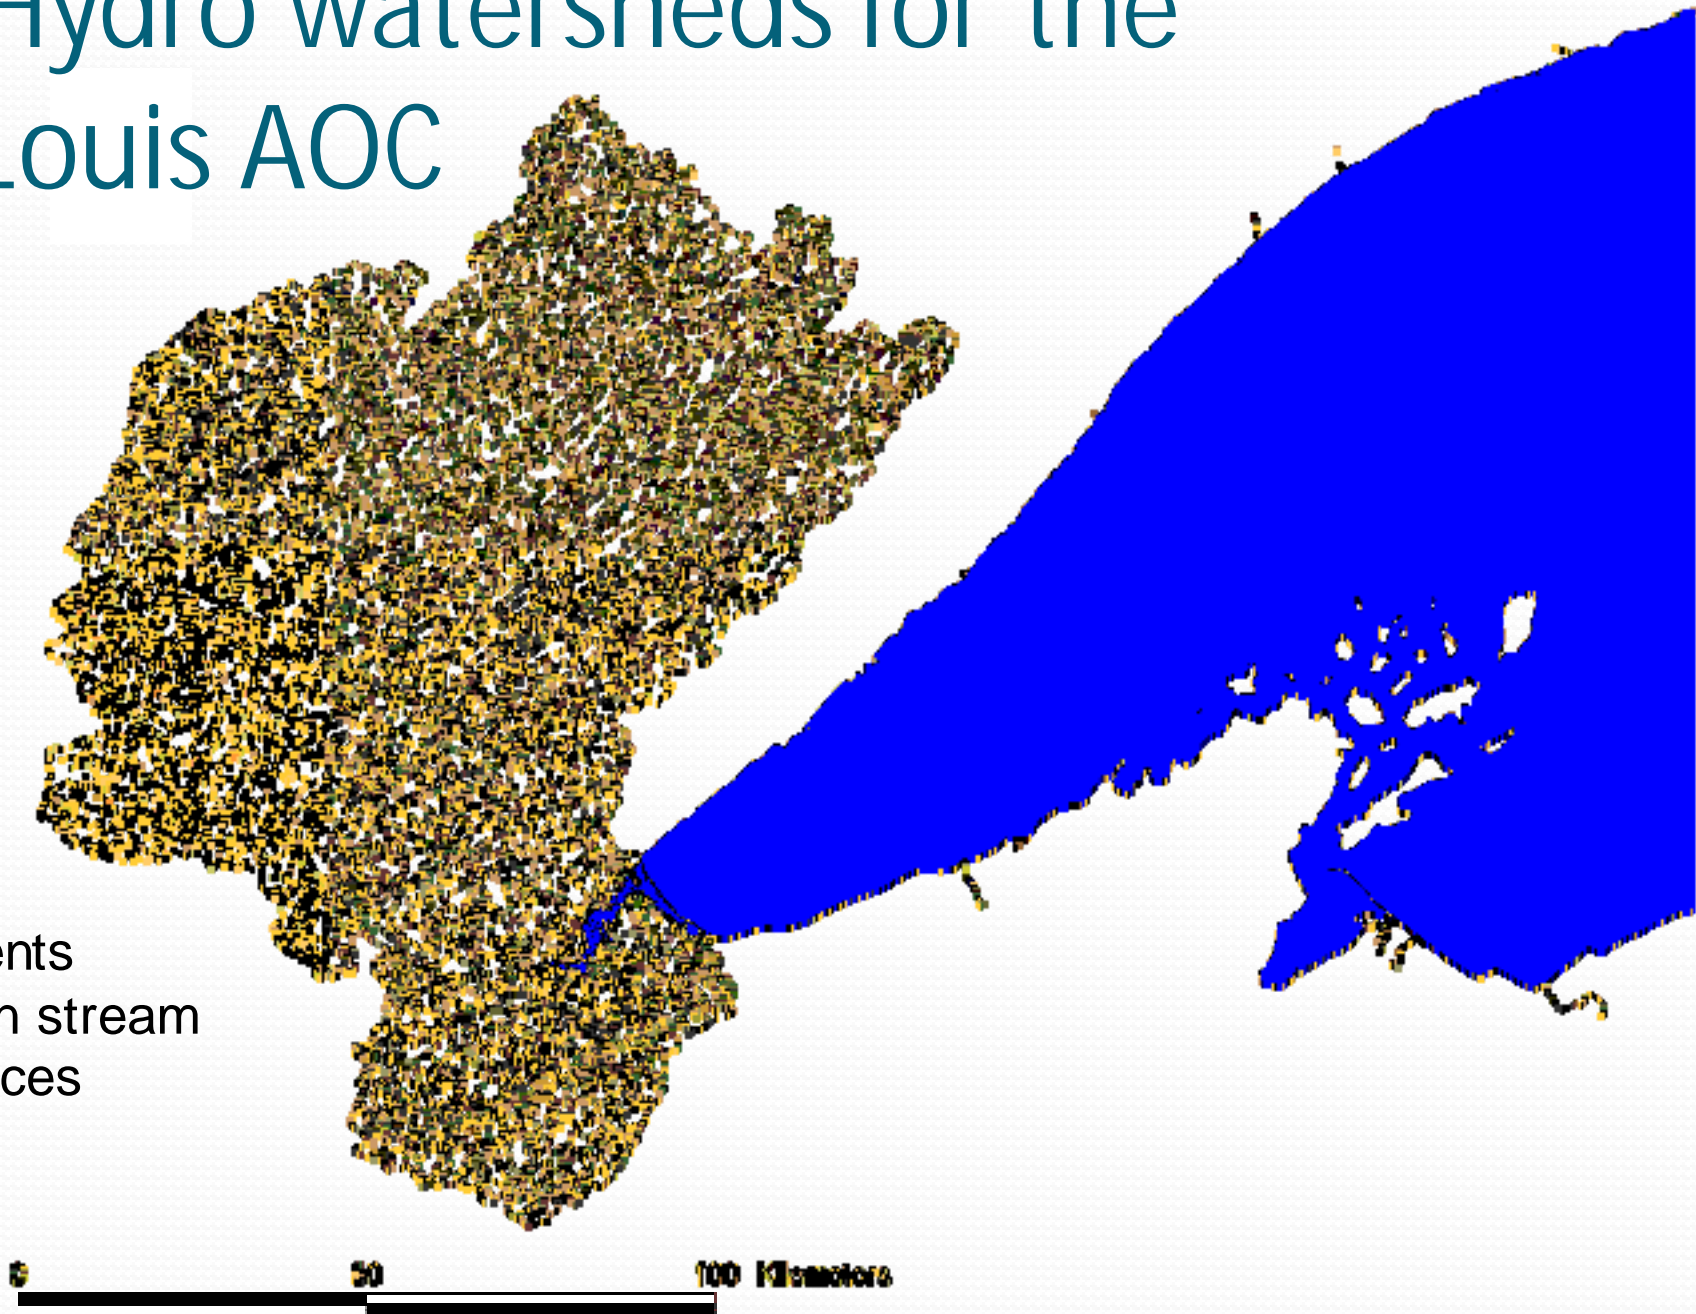 Hydro watersheds for the
Louis AOC
ents
n stream
ces
0 50 100 Kilometers